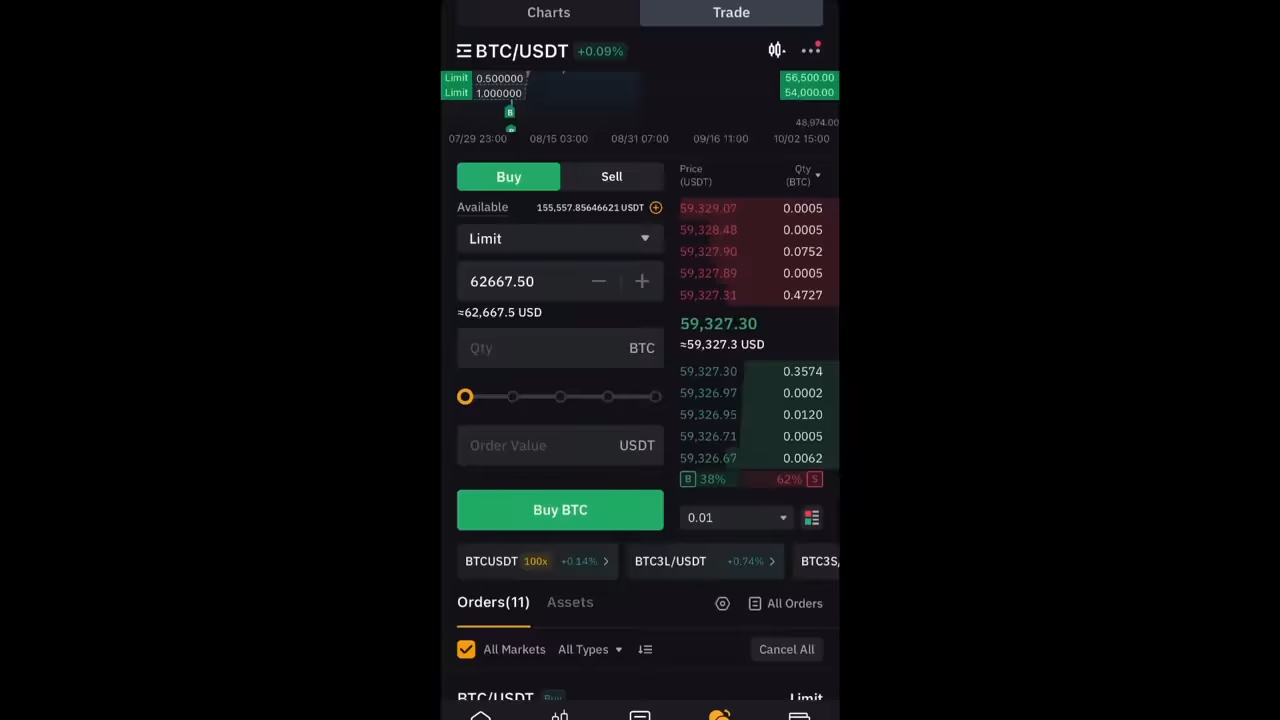 Charts Trade
BTC/USDT +0.09%
Limit 0.500000 56,500.00
Limit 1.000000 54,000.00
B
48,974.00
07/29 23:00 08/15 03:00 08/31 07:00 09/16 11:00 10/02 15:00
Buy Sell
Available 155,557.85646621 USDT
Limit
62667.50
≈62,667.5 USD
Qty BTC
Order Value USDT
Buy BTC
Price Qty
(USDT) (BTC)
59,329.07 0.0005
59,328.48 0.0005
59,327.90 0.0752
59,327.89 0.0005
59,327.31 0.4727
59,327.30
≈59,327.3 USD
59,327.30 0.3574
59,326.97 0.0002
59,326.95 0.0120
59,326.71 0.0005
59,326.67 0.0062
B 38% 62% S
0.01
BTCUSDT 100x +0.14% BTC3L/USDT +0.74% BTC3S/
Orders(11) Assets All Orders
All Markets All Types Cancel All
BTC/USDT Buy Limit